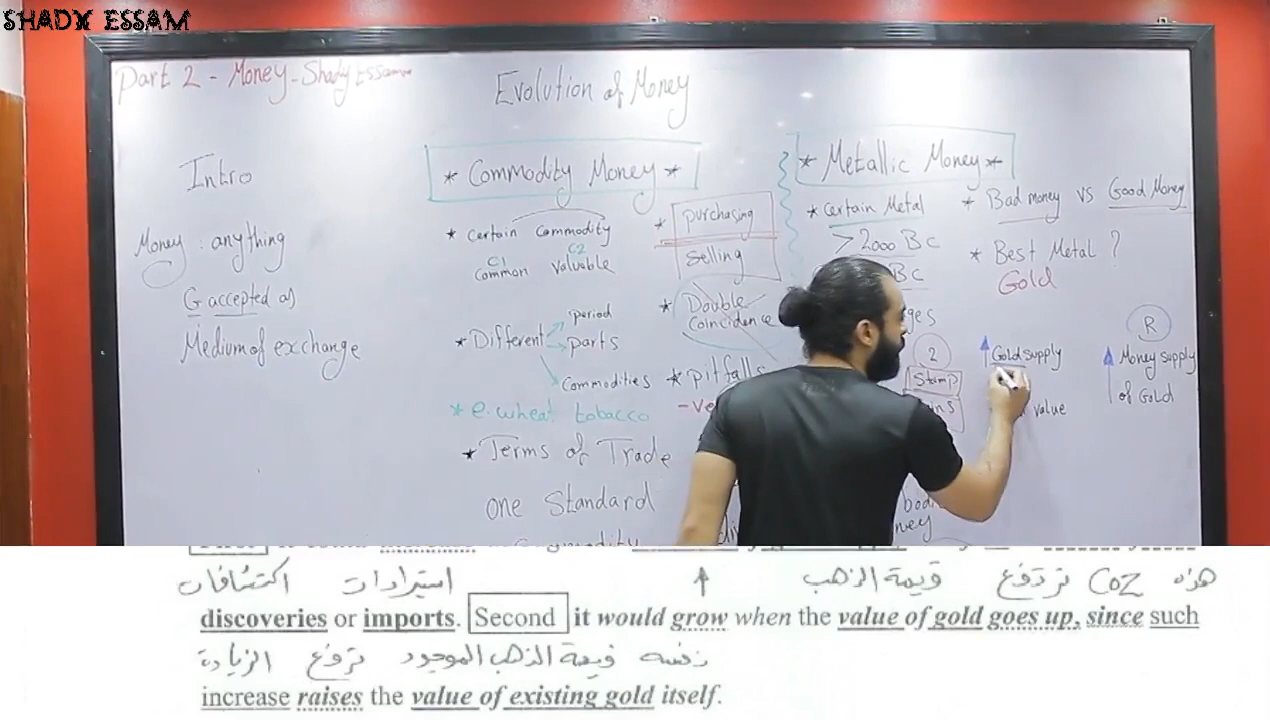 SHADY ESSAM
Part 2 - Money - Shady Essam
Evolution of Money
Intro
Money : anything
G accepted as
Medium of exchange
* Commodity Money *
* Certain Commodity
C1 C2
Common Valuable
* Different
period
parts
Commodities
* e. wheat tobacco
* Terms of Trade
one Standard
* purchasing
selling
* Double
Coincidence
* pitfalls
* Metallic Money *
* Certain Metal
> 2000 BC
BC
2
Stamp
* Bad money VS Good Money
* Best Metal ?
Gold
Gold supply
value
R
Money supply
of Gold
اكتشافات استيرادات ↑ قيمة الذهب ترتفع Coz هذه
discoveries or imports. Second it would grow when the value of gold goes up, since such
الزيادة ترفع قيمة الذهب الموجود نفسه
increase raises the value of existing gold itself.